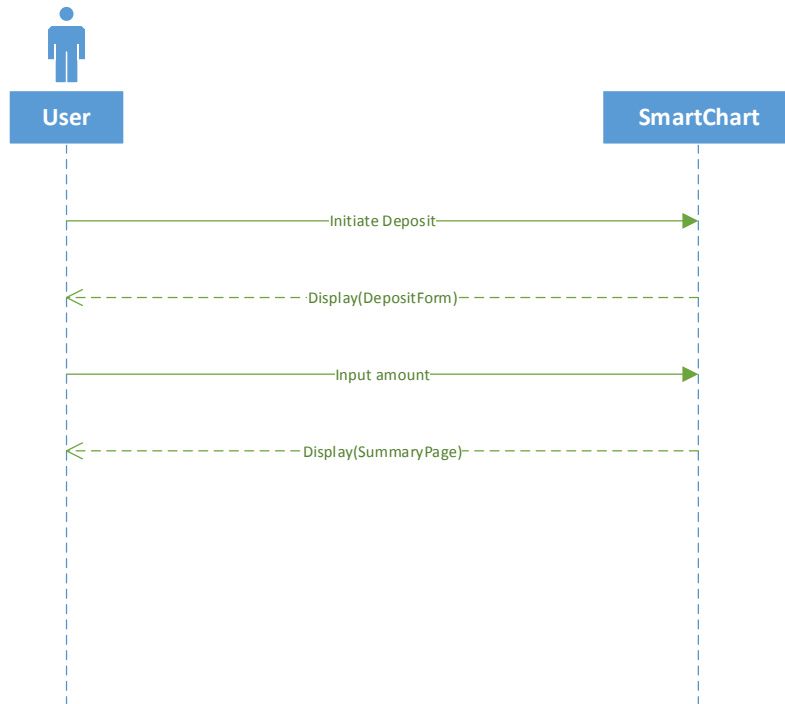 User
SmartChart
Initiate Deposit
Display(DepositForm)
Input amount
Display(SummaryPage)